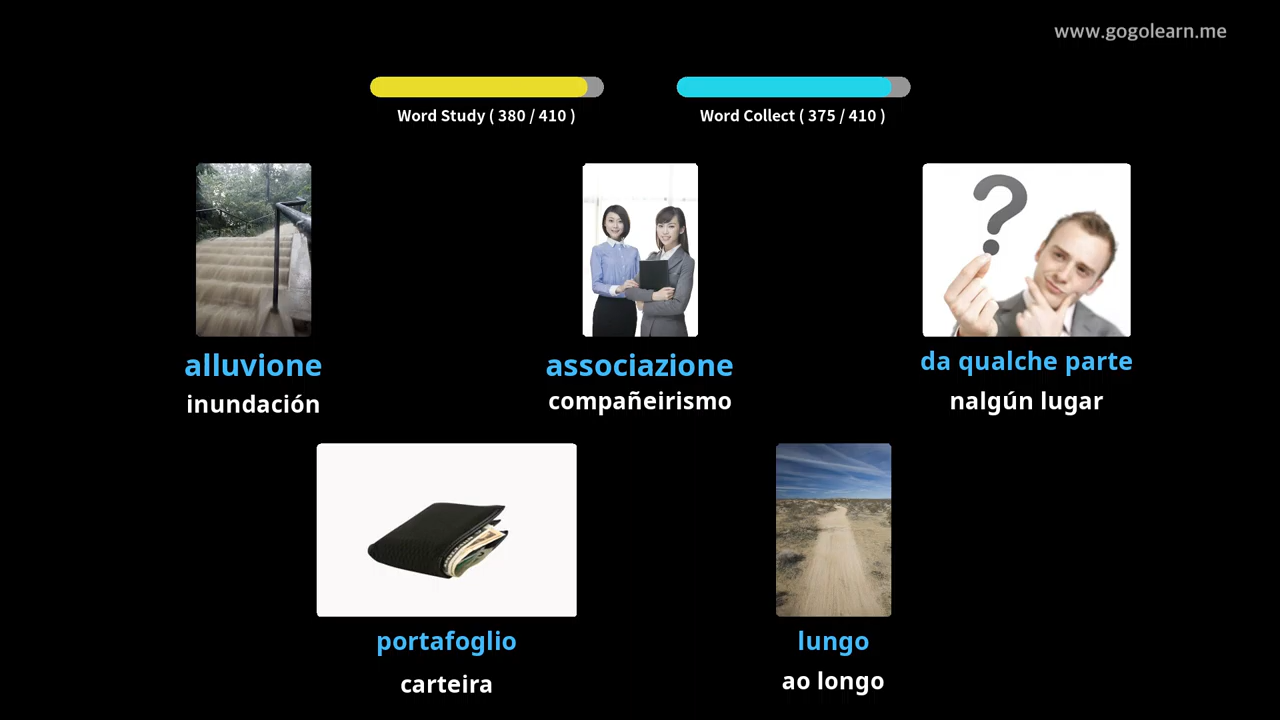 www.gogolearn.me
Word Study ( 380 / 410 )
Word Collect ( 375 / 410 )
alluvione
inundación
associazione
compañeirismo
da qualche parte
nalgún lugar
portafoglio
carteira
lungo
ao longo